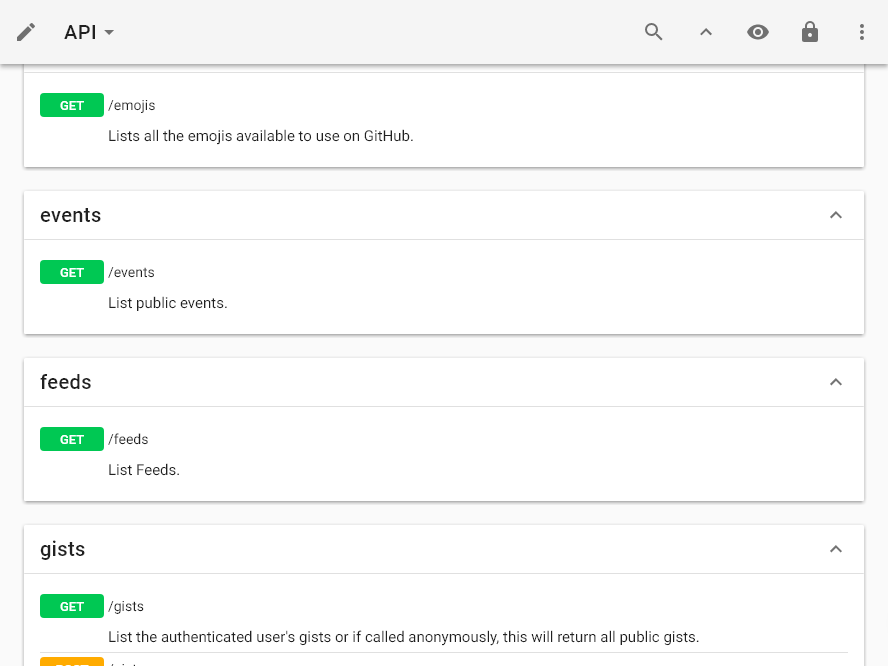 API
GET /emojis
Lists all the emojis available to use on GitHub.
events
GET /events
List public events.
feeds
GET /feeds
List Feeds.
gists
GET /gists
List the authenticated user's gists or if called anonymously, this will return all public gists.